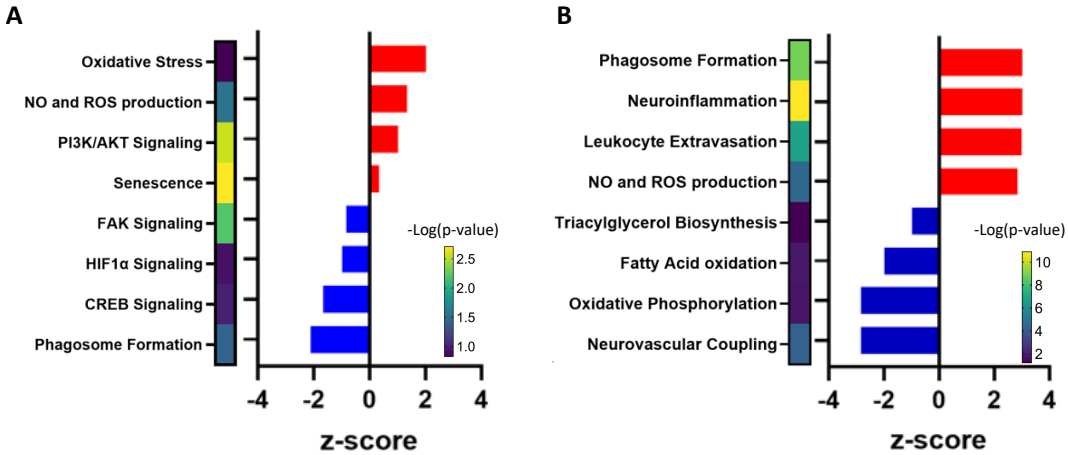 A
Oxidative Stress
NO and ROS production
PI3K/AKT Signaling
Senescence
FAK Signaling
HIF1α Signaling
CREB Signaling
Phagosome Formation
-Log(p-value)
2.5
2.0
1.5
1.0
-4 -2 0 2 4
z-score
B
Phagosome Formation
Neuroinflammation
Leukocyte Extravasation
NO and ROS production
Triacylglycerol Biosynthesis
Fatty Acid oxidation
Oxidative Phosphorylation
Neurovascular Coupling
-Log(p-value)
10
8
6
4
2
-4 -2 0 2 4
z-score